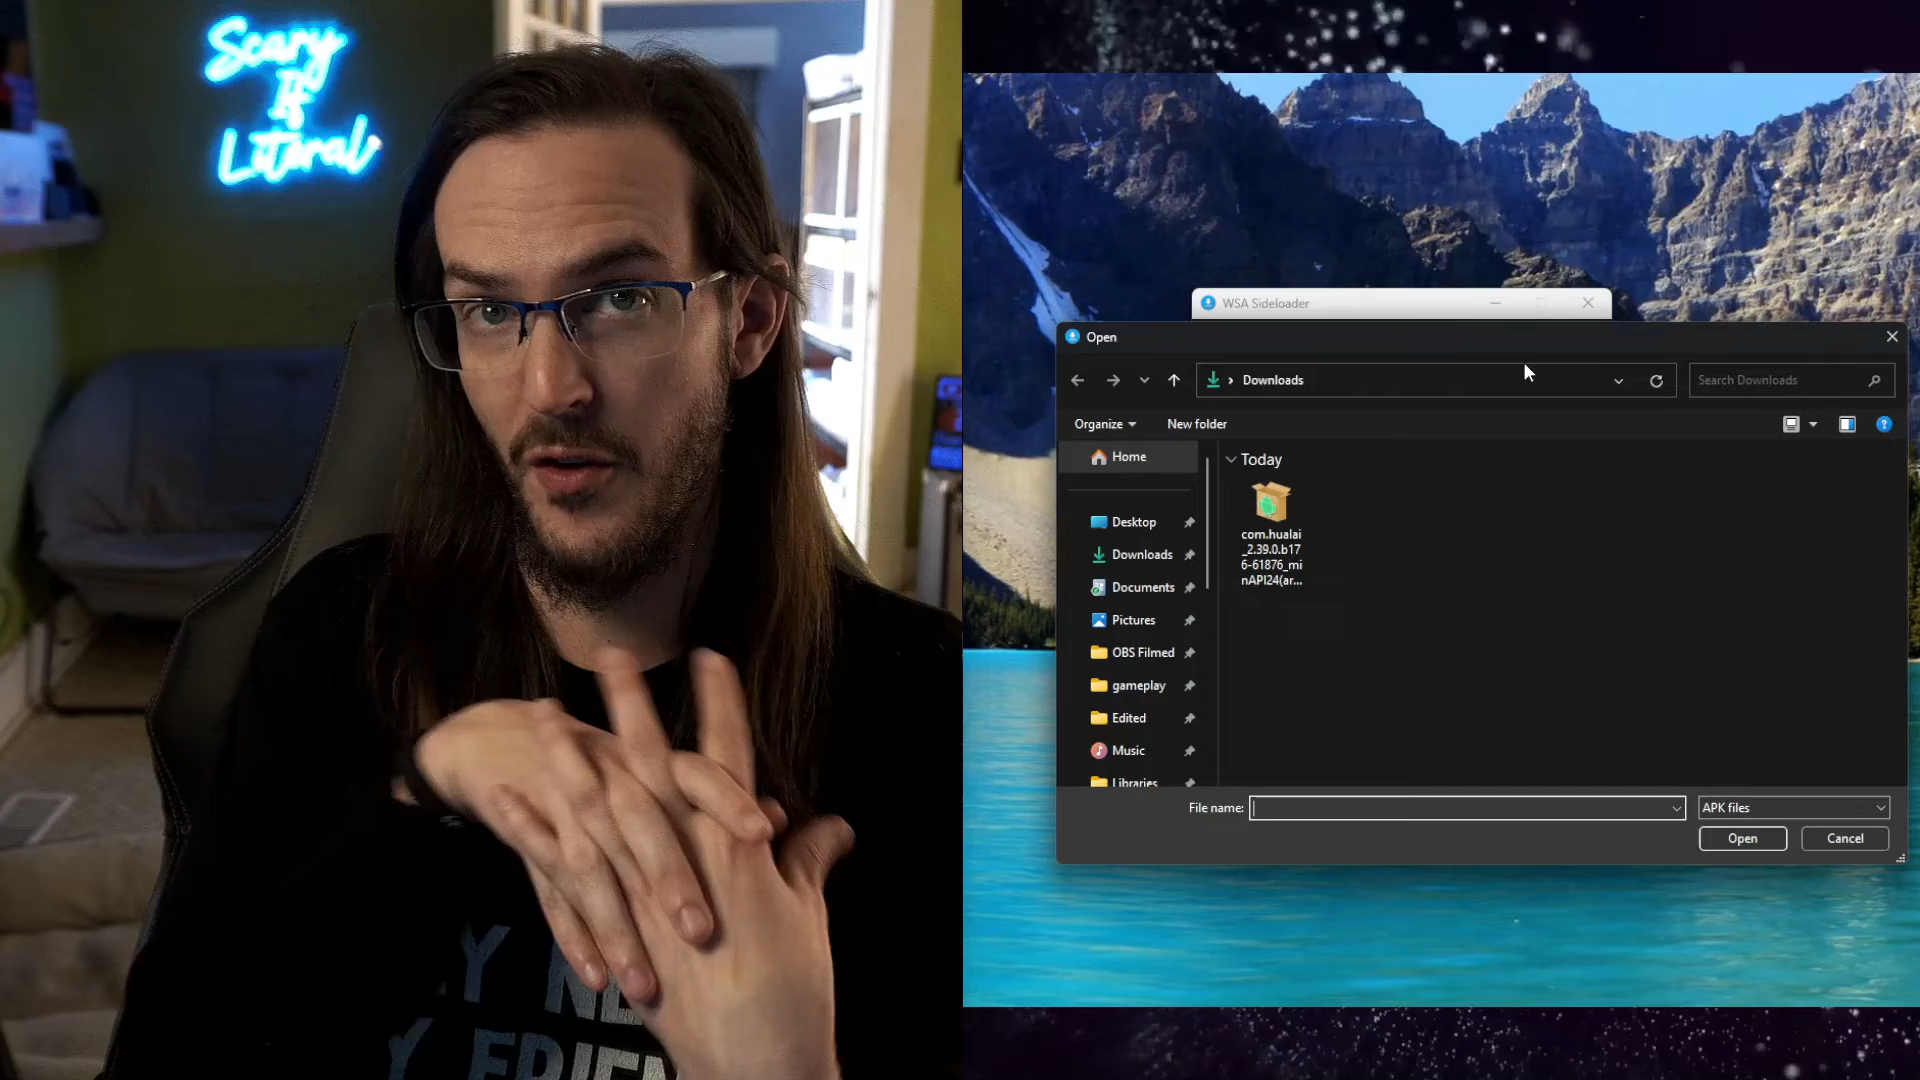 Scary
If
Literal
WSA Sideloader
Open
Downloads
Search Downloads
Organize
New folder
Home
Today
com.hualai
_2.39.0.b17
6-61876_mi
nAPI24(ar...
Desktop
Downloads
Documents
Pictures
OBS Filmed
gameplay
Edited
Music
Libraries
File name:
APK files
Open
Cancel